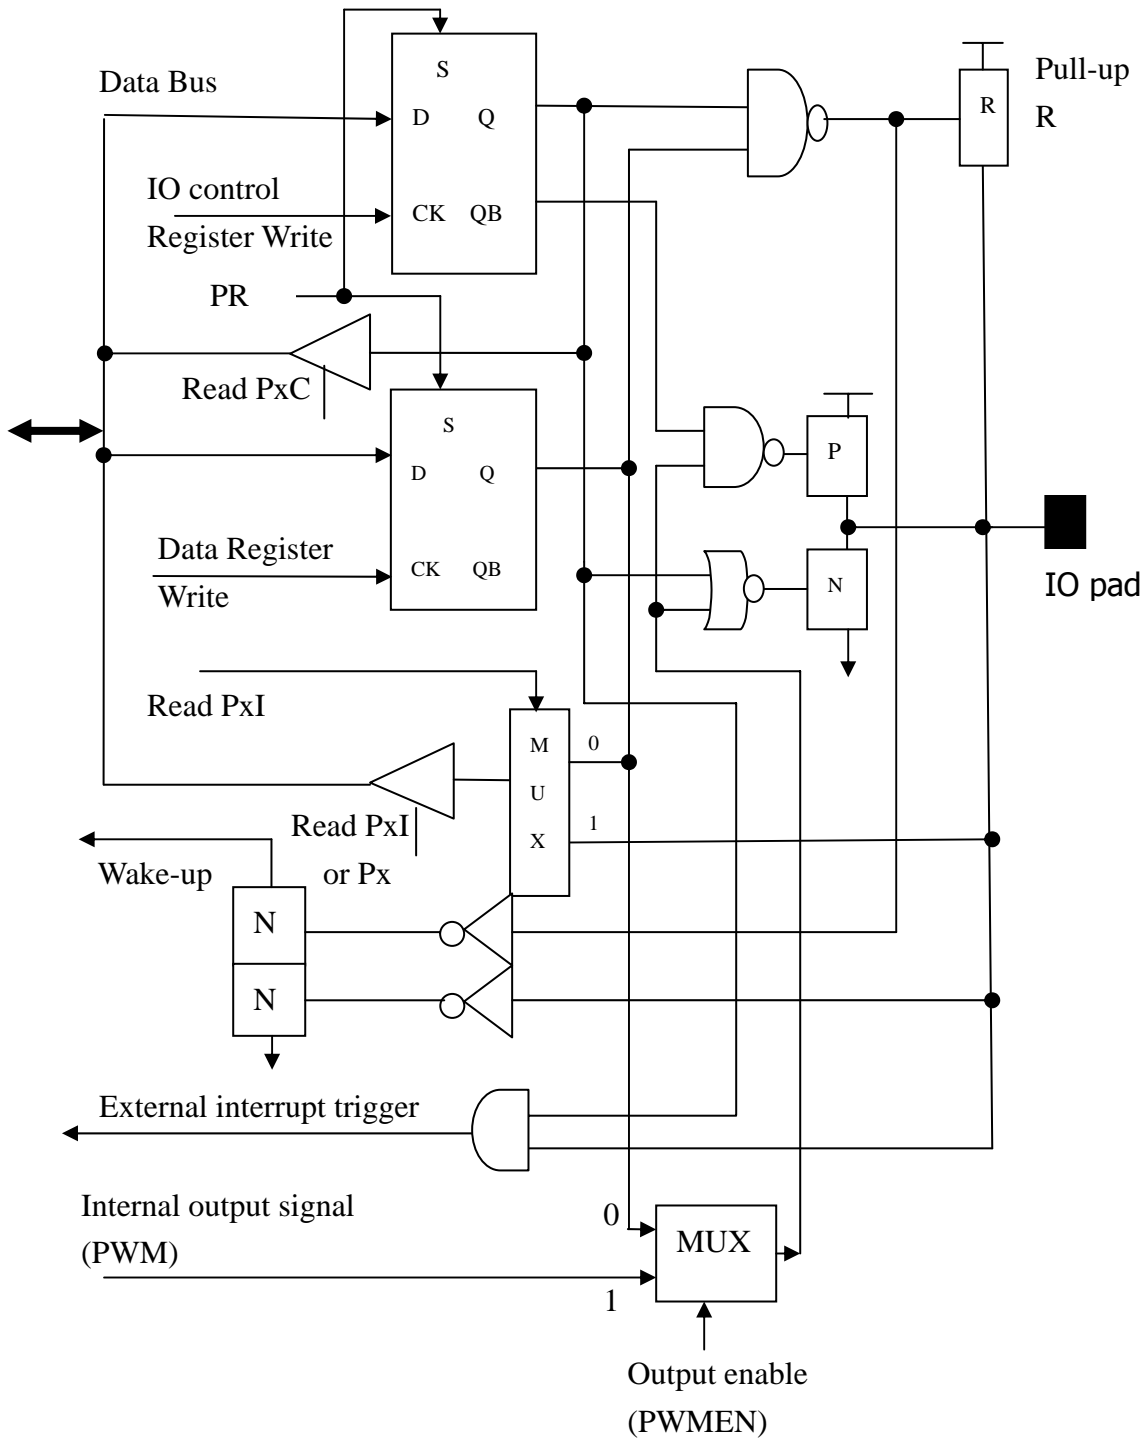 S
Pull-up
Data Bus
D Q
R
R
IO control
CK QB
Register Write
PR
Read PxC
S
D Q
P
Data Register
CK QB
Write
N
IO pad
Read PxI
M
0
U
1
X
Read PxI
Wake-up
or Px
N
N
External interrupt trigger
Internal output signal
0
(PWM)
MUX
1
Output enable
(PWMEN)